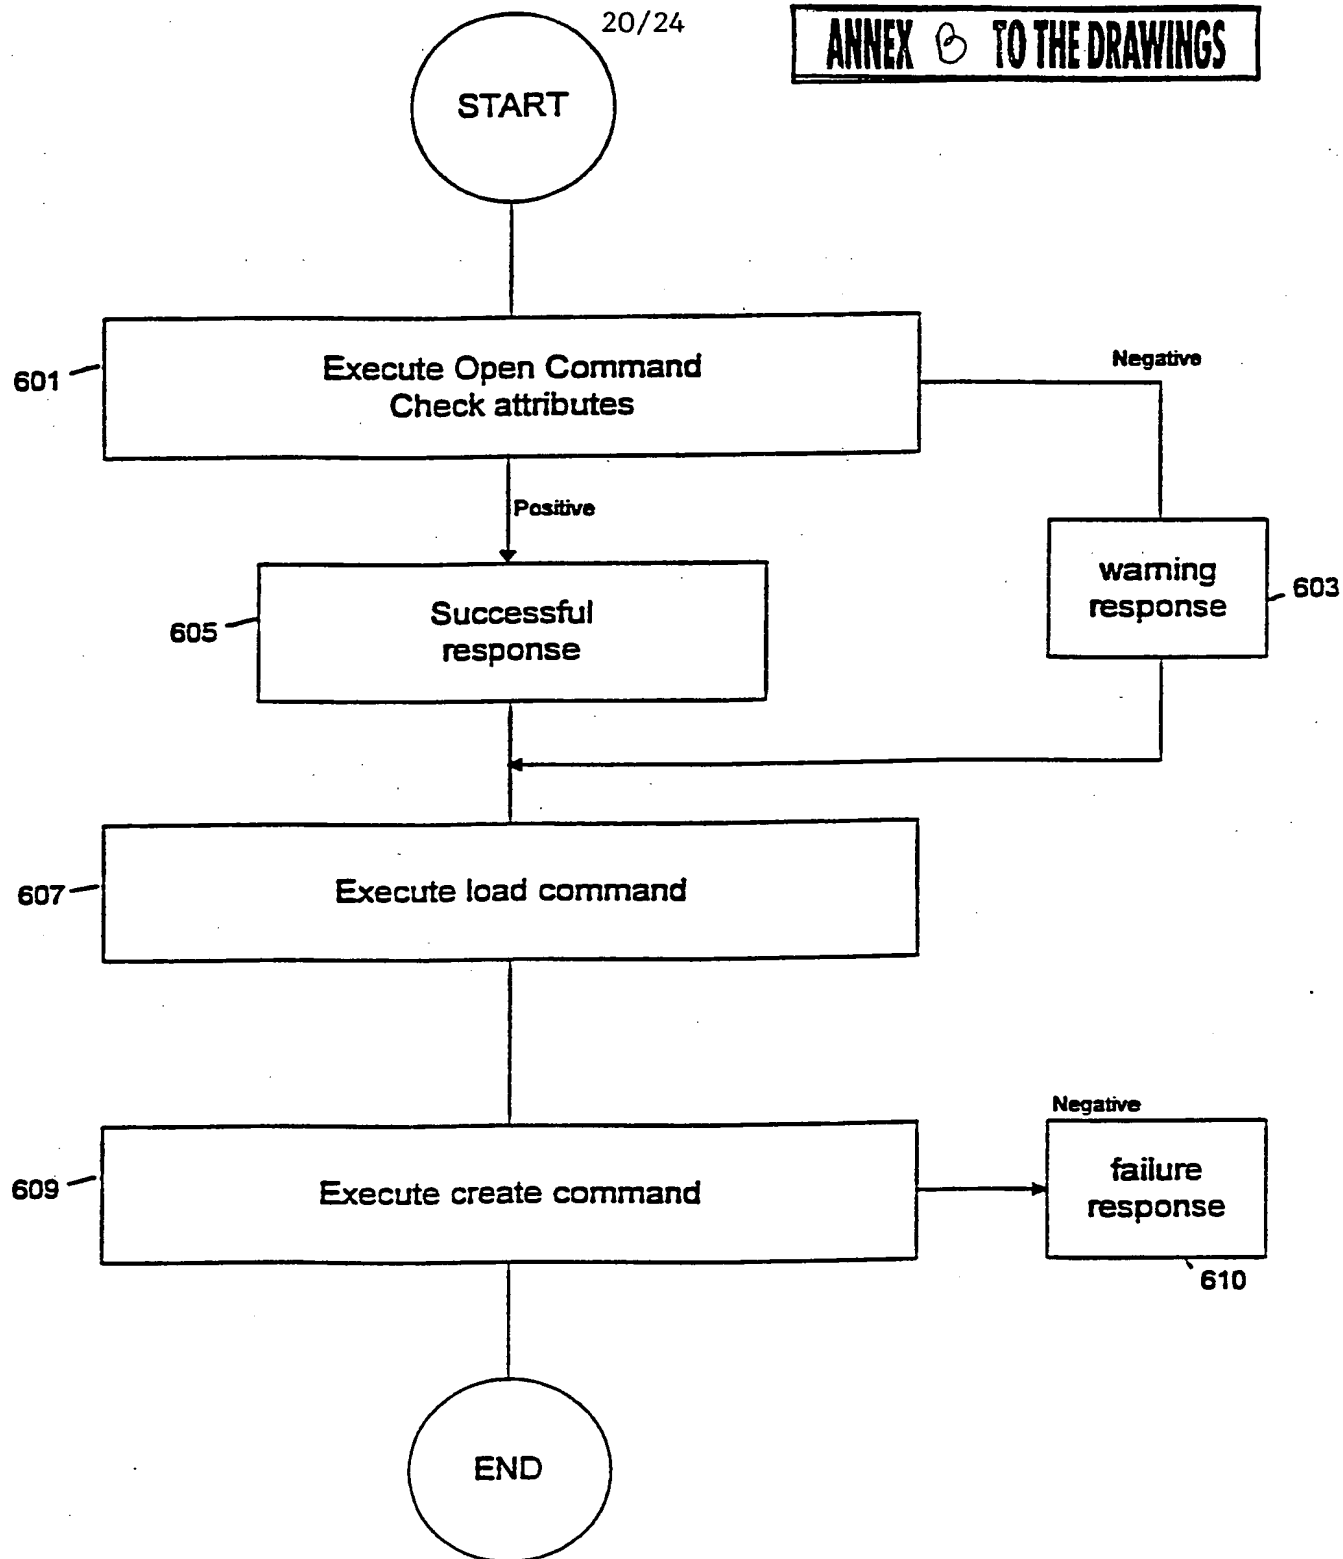 20/24
ANNEX B TO THE DRAWINGS
START
601
Execute Open Command
Check attributes
Negative
Positive
605
Successful
response
warning
response
603
607
Execute load command
609
Execute create command
Negative
failure
response
610
END